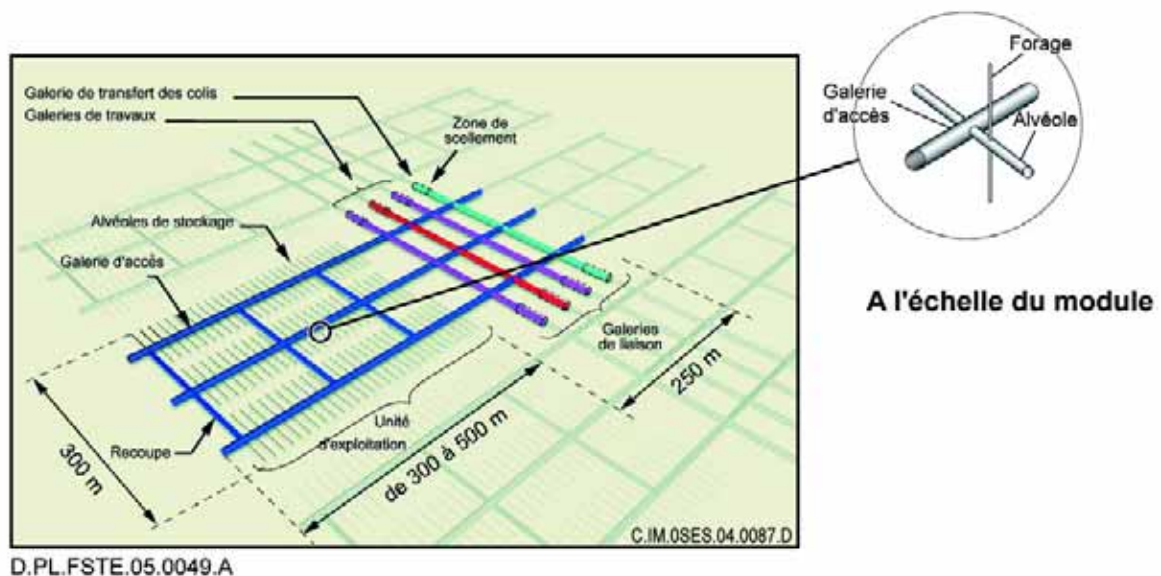 Forage
Galerie
d'accès
Alvéole
Galerie de transfert des colis
Galeries de travaux
Zone de
scellement
Alvéoles de stockage
Galerie d'accès
A l'échelle du module
Galeries
de liaison
250 m
Unité
d'exploitation
de 300 à 500 m
Recoupe
300 m
C.IM.0SES.04.0087.D
D.PL.FSTE.05.0049.A